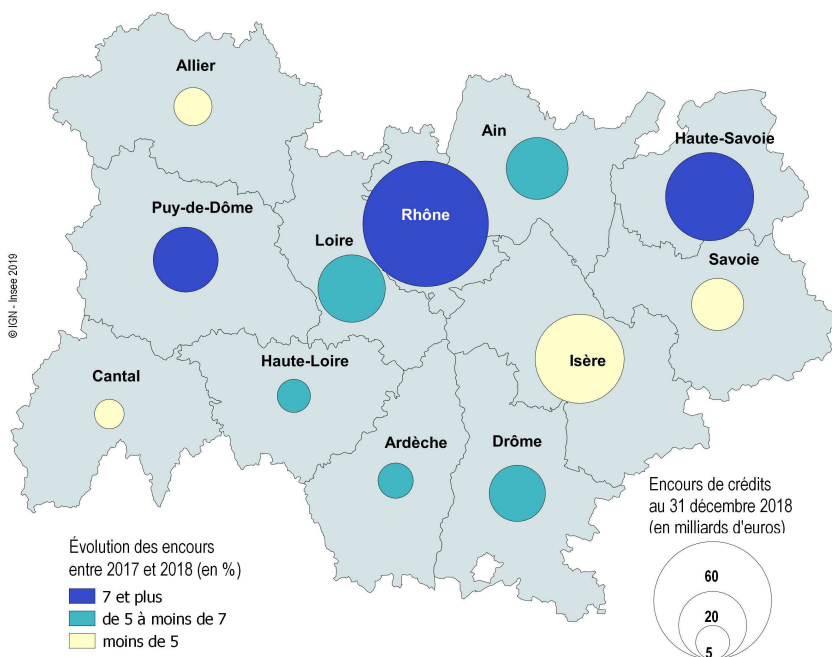 Allier
Ain
Haute-Savoie
Puy-de-Dôme
Rhône
Loire
Savoie
© IGN - Insee 2019
Haute-Loire
Isère
Cantal
Ardèche
Drôme
Encours de crédits
au 31 décembre 2018
(en milliards d'euros)
60
20
5
Évolution des encours
entre 2017 et 2018 (en %)
7 et plus
de 5 à moins de 7
moins de 5